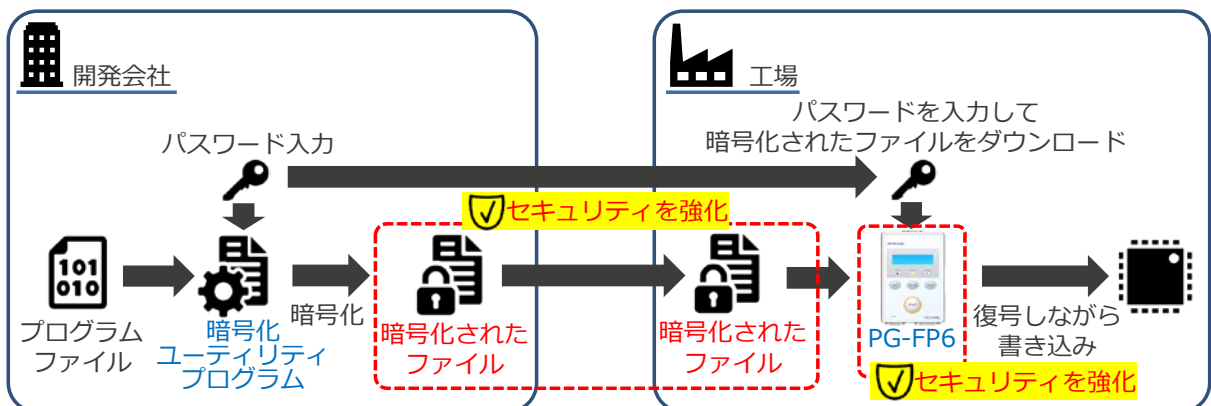 開発会社
パスワード入力
セキュリティを強化
101
010
プログラム
ファイル
暗号化
ユーティリティ
プログラム
暗号化
暗号化された
ファイル
工場
パスワードを入力して
暗号化されたファイルをダウンロード
暗号化された
ファイル
PG-FP6
復号しながら
書き込み
セキュリティを強化